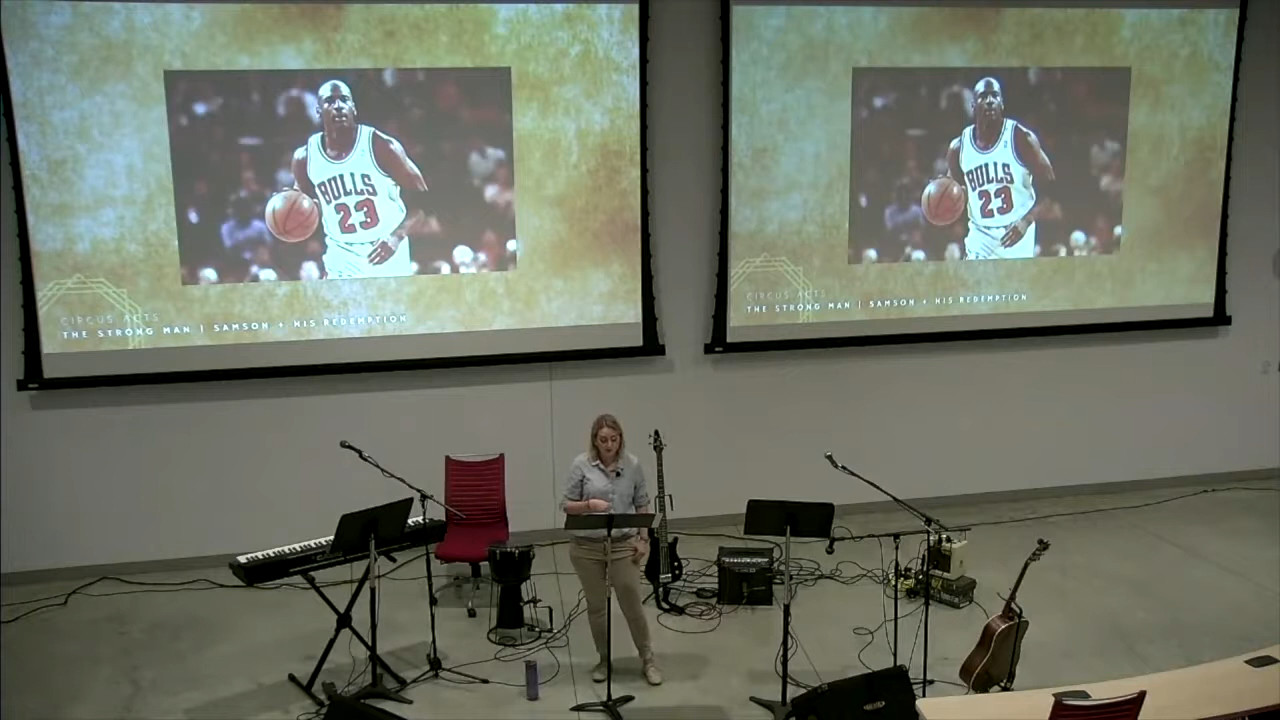 BULLS
23
CIRCUS ACTS
THE STRONG MAN | SAMSON + HIS REDEMPTION
BULLS
23
CIRCUS ACTS
THE STRONG MAN | SAMSON + HIS REDEMPTION